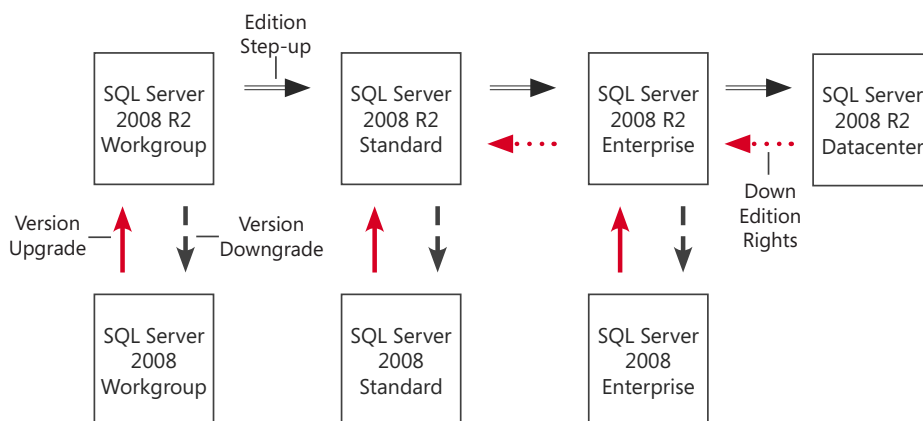 Edition
Step-up
SQL Server
2008 R2
Workgroup
SQL Server
2008 R2
Standard
SQL Server
2008 R2
Enterprise
SQL Server
2008 R2
Datacenter
Version
Upgrade
Version
Downgrade
Down
Edition
Rights
SQL Server
2008
Workgroup
SQL Server
2008
Standard
SQL Server
2008
Enterprise